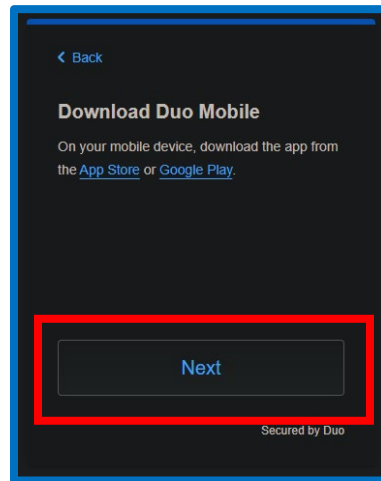 Back
Download Duo Mobile
On your mobile device, download the app from
the App Store or Google Play.
Next
Secured by Duo